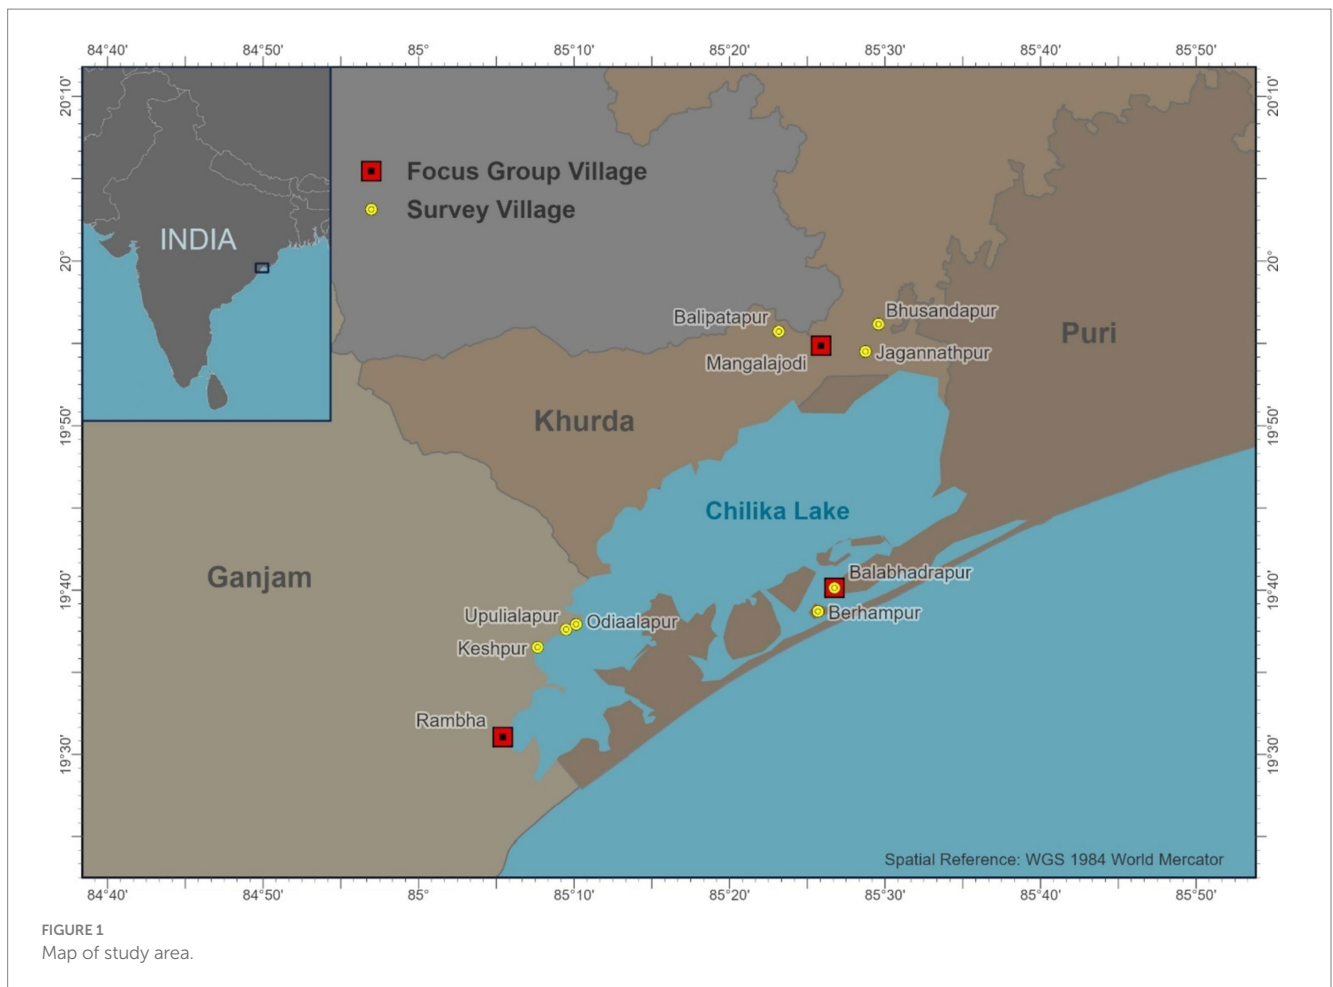 84°40'
84°50'
85°
85°10'
85°20'
85°30'
85°40'
85°50'
20°10'
20°10'
Focus Group Village
Survey Village
INDIA
20°
20°
Balipatapur
Bhusandapur
Puri
Mangalajodi
Jagannathpur
19°50'
Khurda
19°50'
Chilika Lake
Ganjam
19°40'
Balabhadrapur
19°40'
Upulialapur
Odiaalapur
Berhampur
Keshpur
Rambha
19°30'
19°30'
Spatial Reference: WGS 1984 World Mercator
84°40'
84°50'
85°
85°10'
85°20'
85°30'
85°40'
85°50'
FIGURE 1
Map of study area.